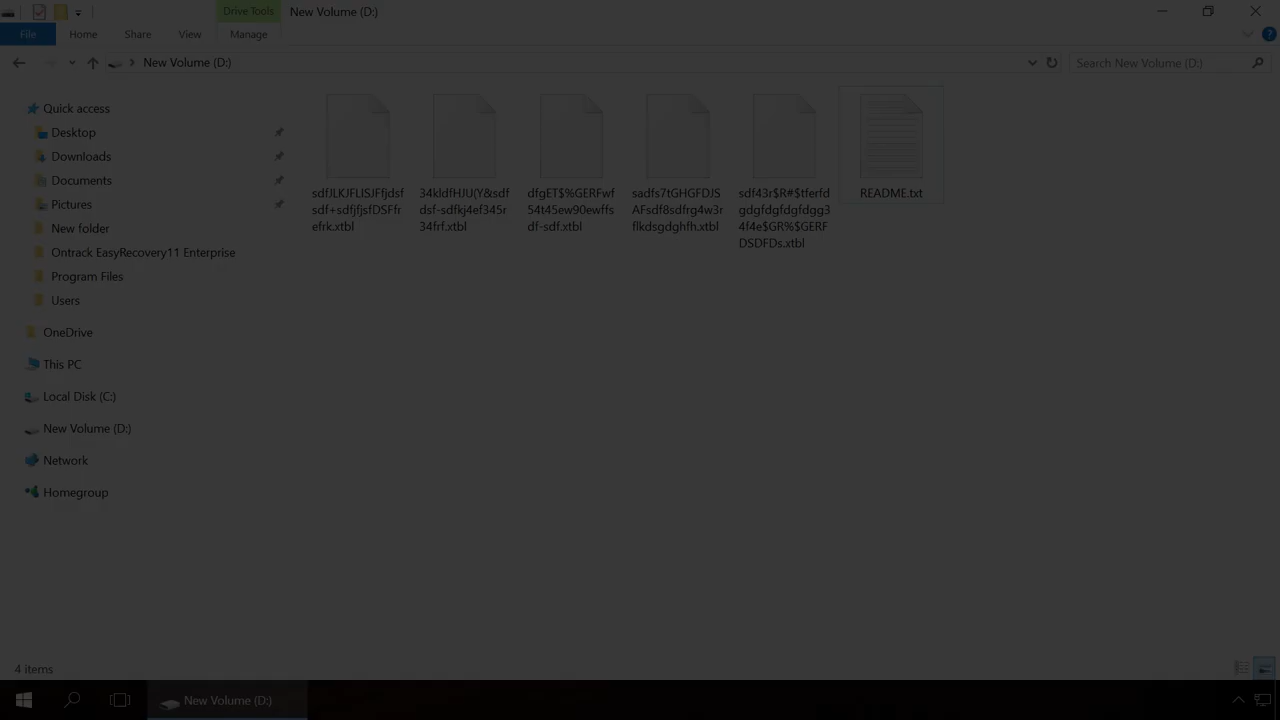 Drive Tools
New Volume (D:)
File
Home
Share
View
Manage
New Volume (D:)
Search New Volume (D:)
Quick access
Desktop
Downloads
Documents
Pictures
New folder
Ontrack EasyRecovery11 Enterprise
Program Files
Users
OneDrive
This PC
Local Disk (C:)
New Volume (D:)
Network
Homegroup
sdfJLKJFLISJFfjdsf
sdf+sdfjfjsfDSFfr
efrk.xtbl
34kldfHJU(Y&sdf
dsf-sdfkj4ef345r
34frf.xtbl
dfgET$%GERFwf
54t45ew90ewffs
df-sdf.xtbl
sadfs7tGHGFDJS
AFsdf8sdfrg4w3r
flkdsgdghfh.xtbl
sdf43r$R#$tferfd
gdgfdgfdgfdgg3
4f4e$GR%$GERF
DSDFDs.xtbl
README.txt
4 items
New Volume (D:)